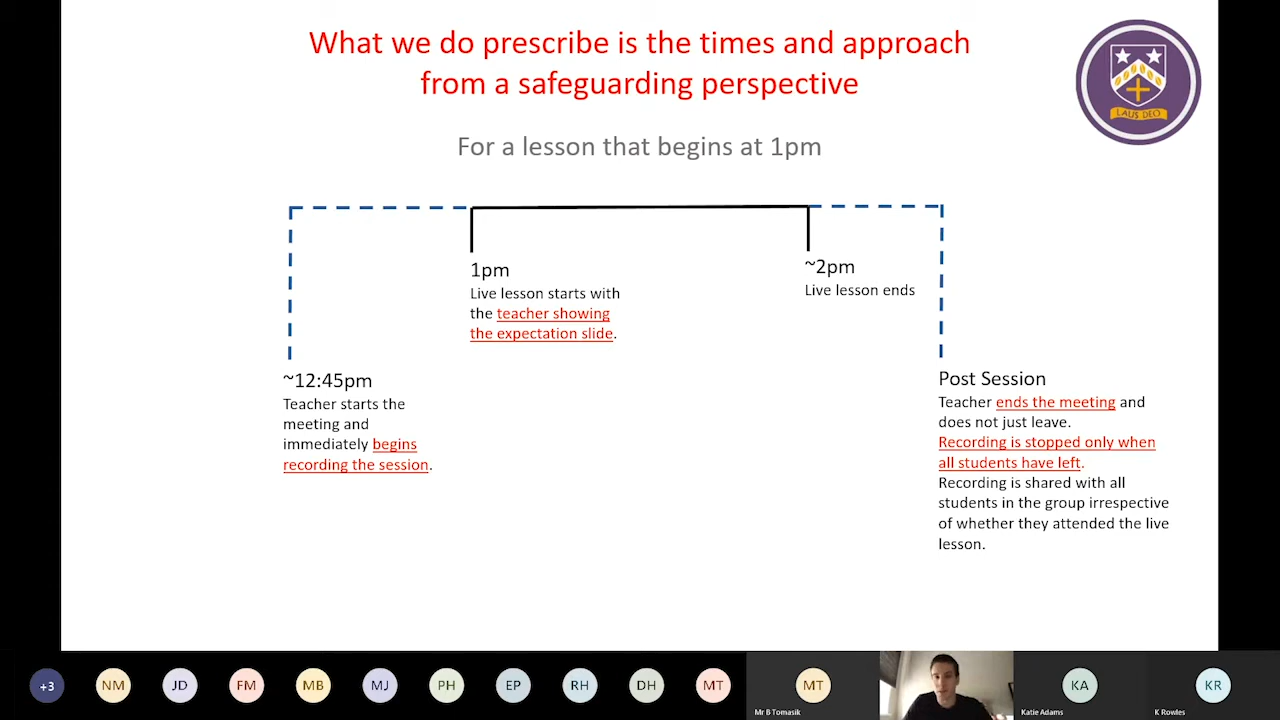 What we do prescribe is the times and approach
from a safeguarding perspective
LAUS DEO
For a lesson that begins at 1pm
1pm
Live lesson starts with
the teacher showing
the expectation slide.
~2pm
Live lesson ends
~12:45pm
Teacher starts the
meeting and
immediately begins
recording the session.
Post Session
Teacher ends the meeting and
does not just leave.
Recording is stopped only when
all students have left.
Recording is shared with all
students in the group irrespective
of whether they attended the live
lesson.
+3
NM
JD
FM
MB
MJ
PH
EP
RH
DH
MT
MT
KA
KR
Mr B Tomasik
Katie Adams
K Rowles